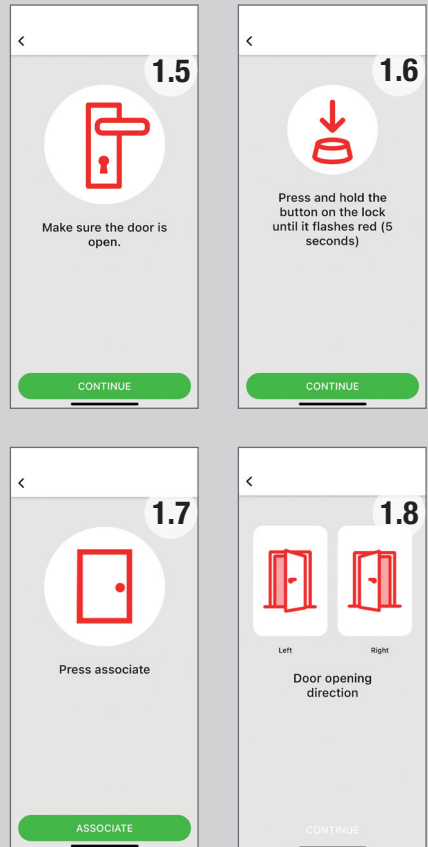 1.5
Make sure the door is
open.
CONTINUE
1.6
Press and hold the
button on the lock
until it flashes red (5
seconds)
CONTINUE
1.7
Press associate
ASSOCIATE
1.8
Left
Right
Door opening
direction
CONTINUE